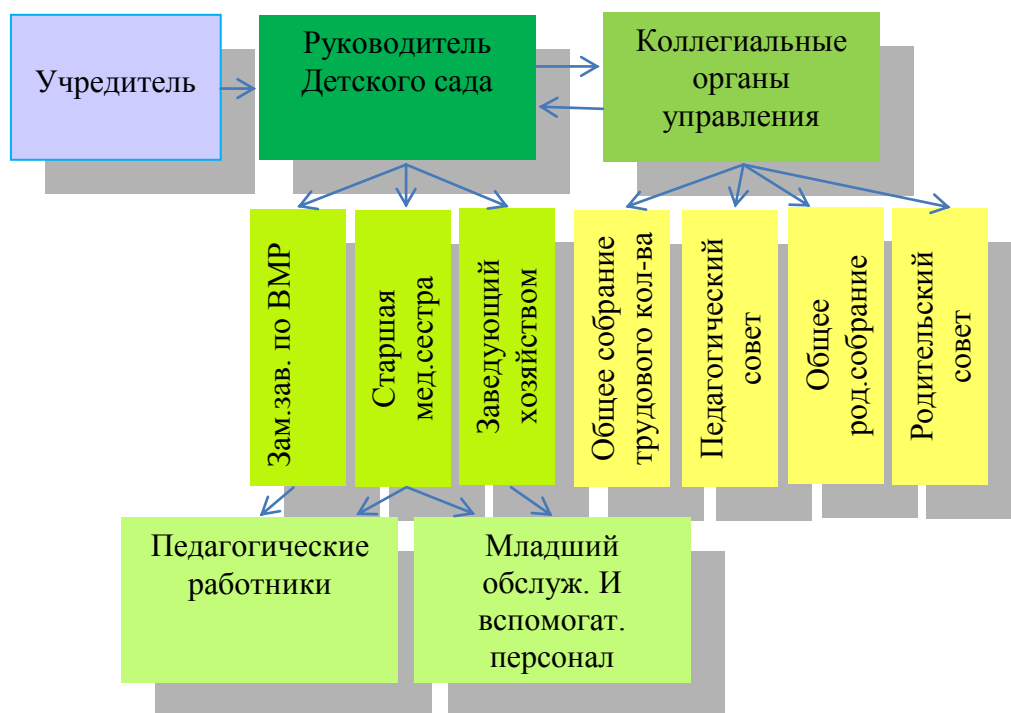 Учредитель
Руководитель
Детского сада
Коллегиальные
органы
управления
Зам.зав. по ВМР
Старшая
мед.сестра
Заведующий
хозяйством
Общее собрание
трудового кол-ва
Педагогический
совет
Общее
род.собрание
Родительский
совет
Педагогические
работники
Младший
обслуж. И
вспомогат.
персонал